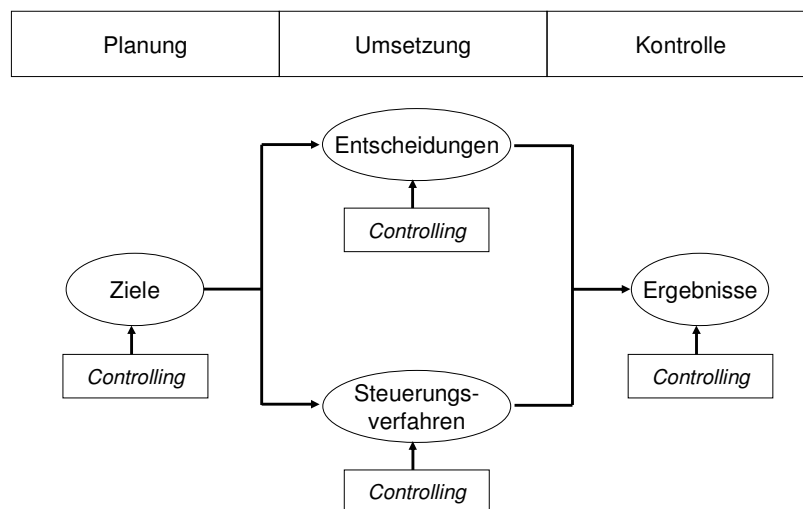 Planung
Umsetzung
Kontrolle
Entscheidungen
Controlling
Ziele
Controlling
Ergebnisse
Controlling
Steuerungs-
verfahren
Controlling